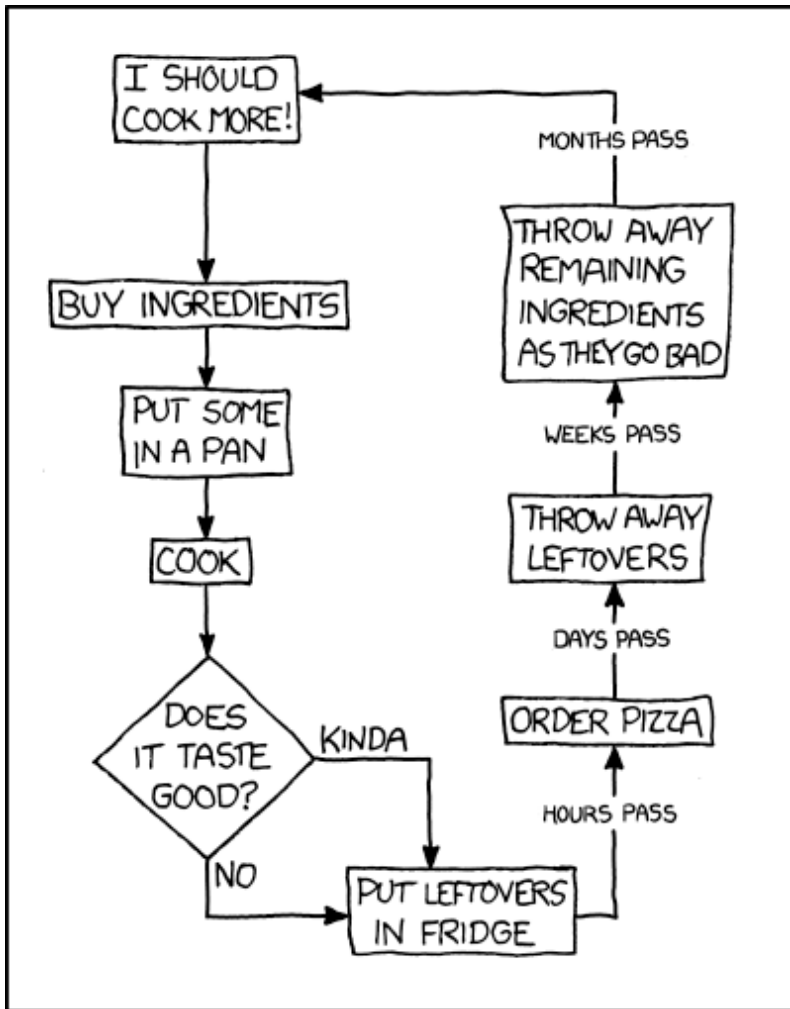 I SHOULD
COOK MORE!
BUY INGREDIENTS
PUT SOME
IN A PAN
COOK
DOES
IT TASTE
GOOD?
KINDA
NO
PUT LEFTOVERS
IN FRIDGE
HOURS PASS
ORDER PIZZA
DAYS PASS
THROW AWAY
LEFTOVERS
WEEKS PASS
THROW AWAY
REMAINING
INGREDIENTS
AS THEY GO BAD
MONTHS PASS